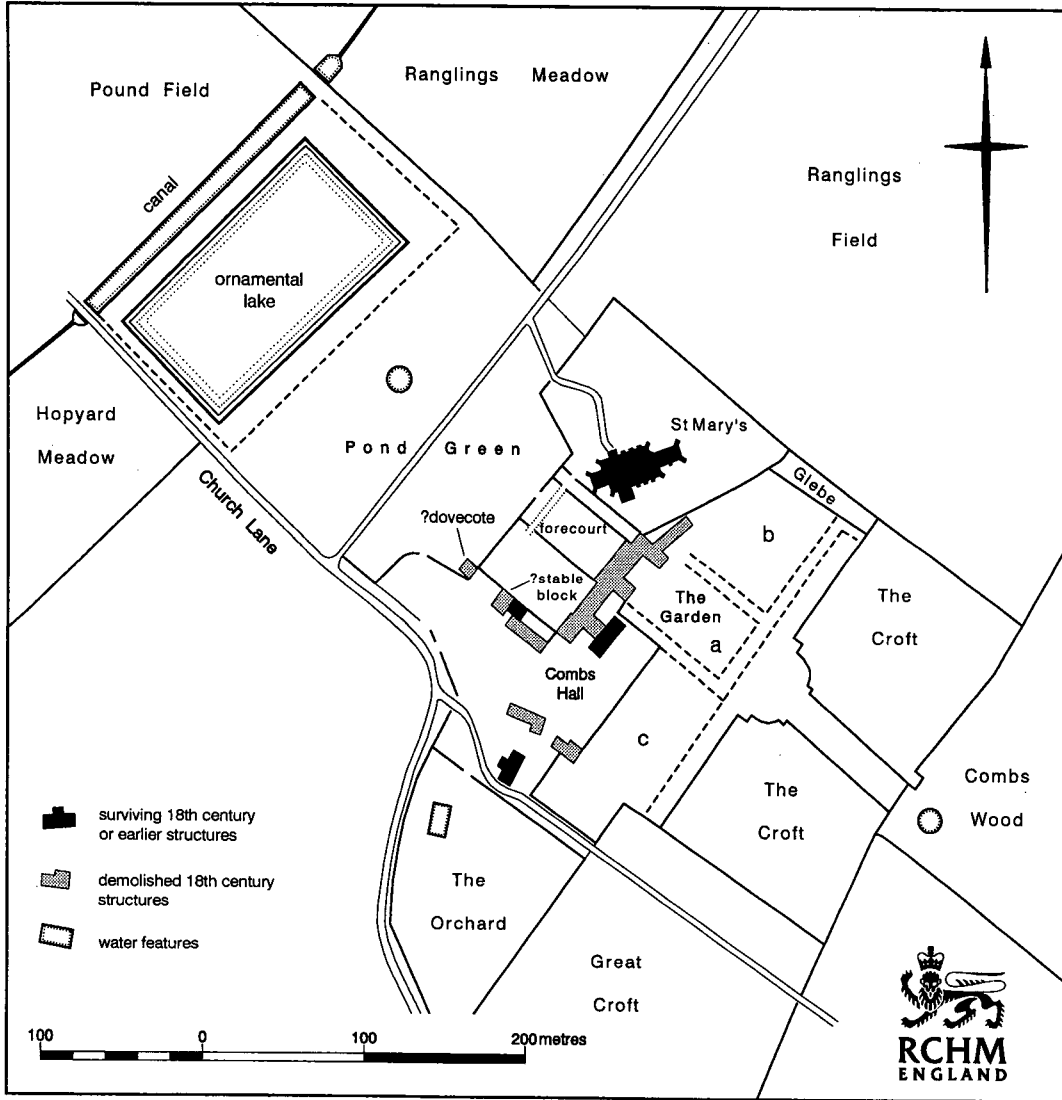 Pound Field
Ranglings Meadow
Ranglings
Field
canal
ornamental
lake
Hopyard
Meadow
Pond Green
St Mary's
Glebe
Church Lane
?dovecote
forecourt
b
?stable
block
The
Garden
a
The
Croft
Combs
Hall
c
The
Croft
Combs
Wood
surviving 18th century
or earlier structures
demolished 18th century
structures
water features
The
Orchard
Great
Croft
100 0 100 200 metres
RCHM
ENGLAND